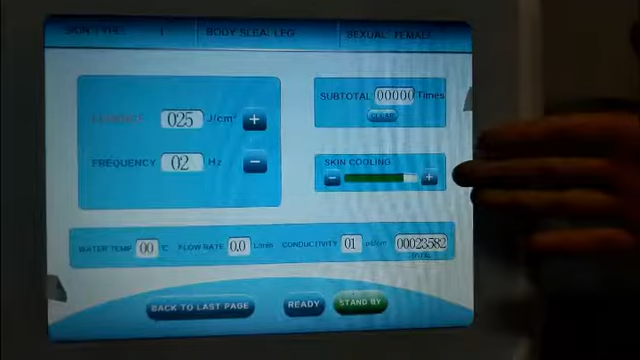 SKIN TYPE: I BODY SLEA: LEG SEXUAL: FEMALE
025 J/cm² +
FREQUENCY 02 Hz −
SUBTOTAL 00000 Times
CLEAR
SKIN COOLING
− +
WATER TEMP 00 °C FLOW RATE 0.0 L/min CONDUCTIVITY 01 µs/cm 00023582
BACK TO LAST PAGE READY STAND BY